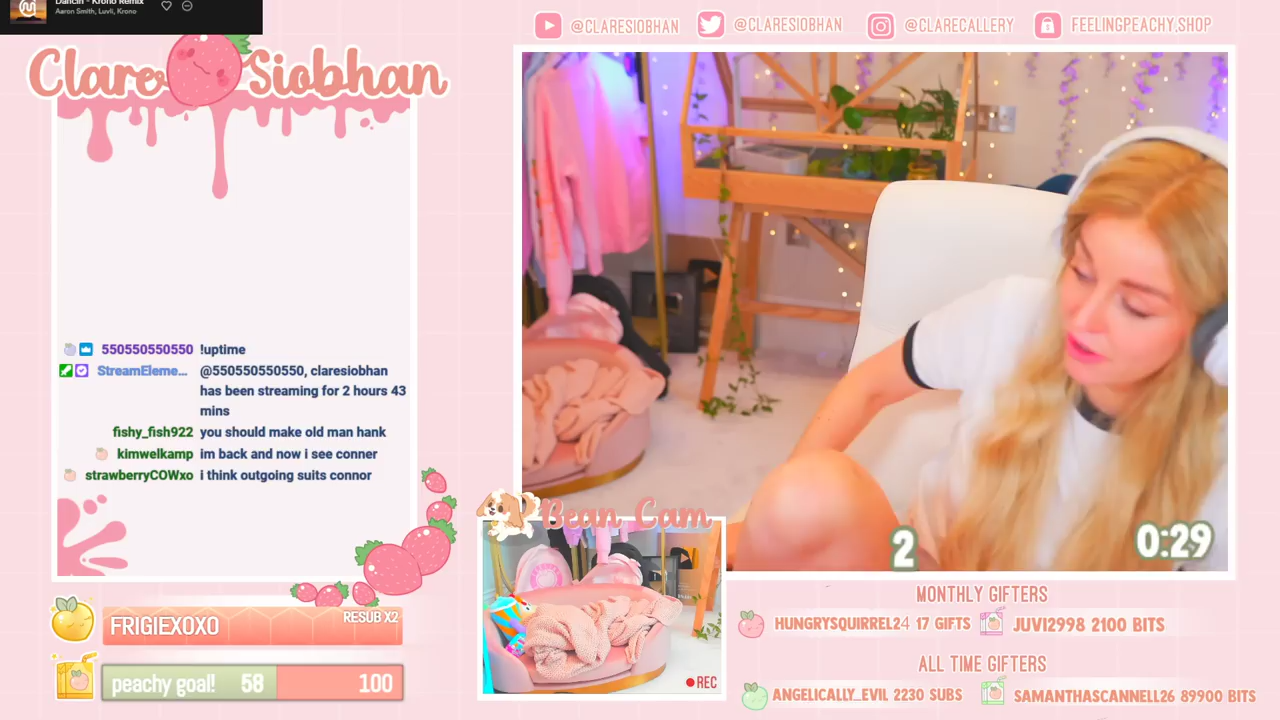 Dancin - Krono Remix
Aaron Smith, Luvli, Krono
@CLARESIOBHAN
@CLARESIOBHAN
@CLARECALLERY
FEELINGPEACHY.SHOP
Clare Siobhan
550550550550 !uptime
StreamEleme... @550550550550, claresiobhan
has been streaming for 2 hours 43
mins
fishy_fish922 you should make old man hank
kimwelkamp im back and now i see conner
strawberryCOWxo i think outgoing suits connor
Bean Cam
REC
2
0:29
FRIGIEXOXO RESUB X2
peachy goal! 58 100
MONTHLY GIFTERS
HUNGRYSQUIRREL24 17 GIFTS JUVI2998 2100 BITS
ALL TIME GIFTERS
ANGELICALLY_EVIL 2230 SUBS SAMANTHASCANNELL26 89900 BITS